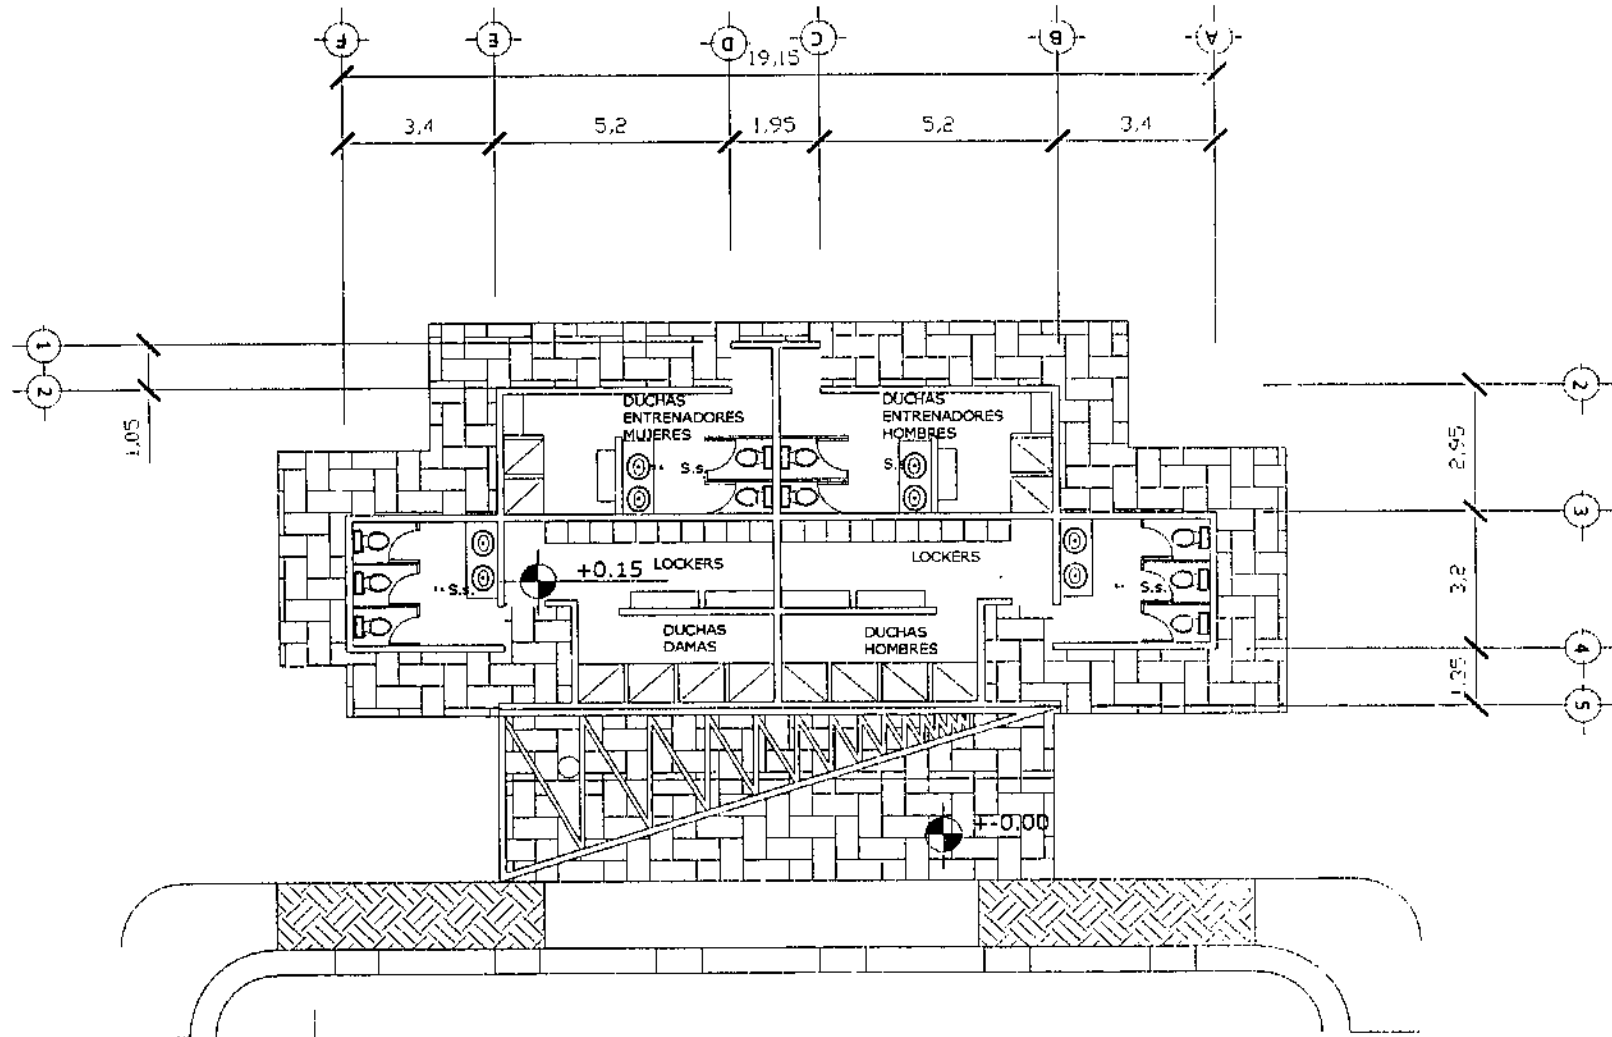 F E D C B A
19,15
3,4 5,2 1,95 5,2 3,4
1
2
1,05
2
2,95
3
3,2
4
1,35
5
DUCHAS
ENTRENADORES
MUJERES
DUCHAS
ENTRENADORES
HOMBRES
S.s.
S.s.
LOCKERS
LOCKERS
+0.15
S.s.
S.s.
DUCHAS
DAMAS
DUCHAS
HOMBRES
+-0.00